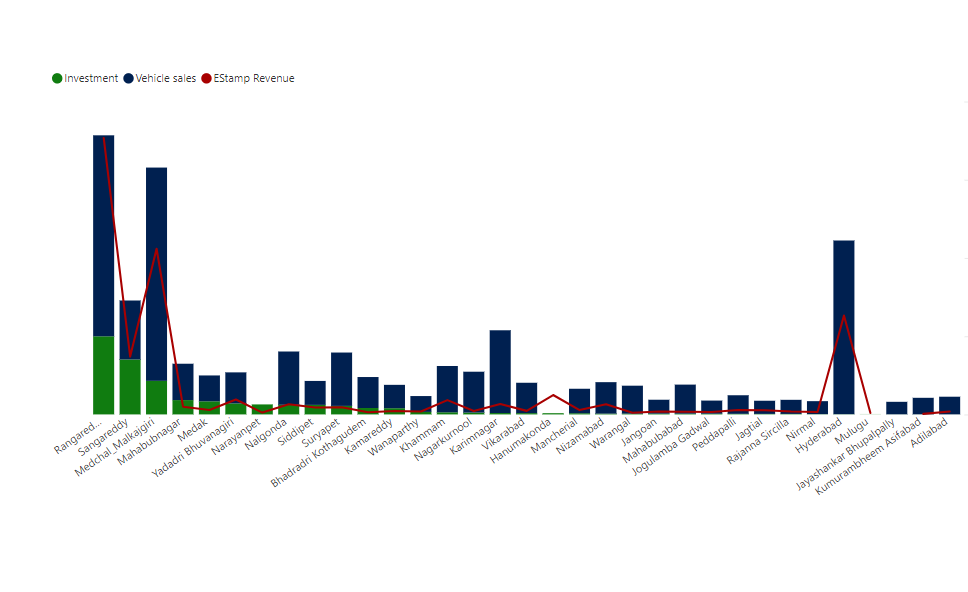 Investment Vehicle sales EStamp Revenue
Rangared...
Sangareddy
Medchal_Malkajgiri
Mahabubnagar
Medak
Yadadri Bhuvanagiri
Narayanpet
Nalgonda
Siddipet
Suryapet
Bhadradri Kothagudem
Kamareddy
Wanaparthy
Khammam
Nagarkurnool
Karimnagar
Vikarabad
Hanumakonda
Mancherial
Nizamabad
Warangal
Jangoan
Mahabubabad
Jogulamba Gadwal
Peddapalli
Jagtial
Rajanna Sircilla
Nirmal
Hyderabad
Mulugu
Jayashankar Bhupalpally
Kumurambheem Asifabad
Adilabad